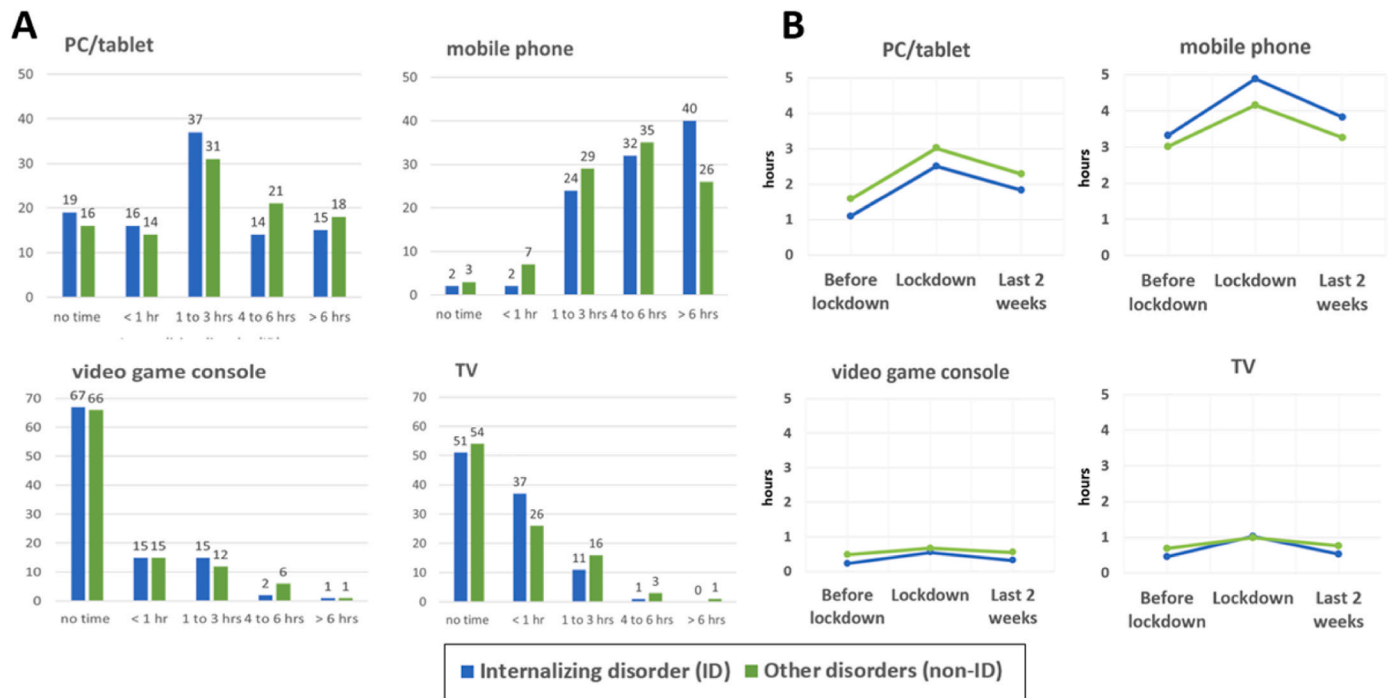 A
PC/tablet
50
40
30
20
10
0
19
16
16
14
37
31
14
21
15
18
no time
< 1 hr
1 to 3 hrs
4 to 6 hrs
> 6 hrs
mobile phone
50
40
30
20
10
0
2
3
2
7
24
29
32
35
40
26
no time
< 1 hr
1 to 3 hrs
4 to 6 hrs
> 6 hrs
video game console
70
60
50
40
30
20
10
0
67
66
15
15
15
12
2
6
1
1
no time
< 1 hr
1 to 3 hrs
4 to 6 hrs
> 6 hrs
TV
70
60
50
40
30
20
10
0
51
54
37
26
11
16
1
3
0
1
no time
< 1 hr
1 to 3 hrs
4 to 6 hrs
> 6 hrs
B
PC/tablet
5
4
3
2
1
0
hours
Before
lockdown
Lockdown
Last 2
weeks
mobile phone
5
4
3
2
1
0
hours
Before
lockdown
Lockdown
Last 2
weeks
video game console
5
4
3
2
1
0
hours
Before
lockdown
Lockdown
Last 2
weeks
TV
5
4
3
2
1
0
hours
Before
lockdown
Lockdown
Last 2
weeks
Internalizing disorder (ID)
Other disorders (non-ID)